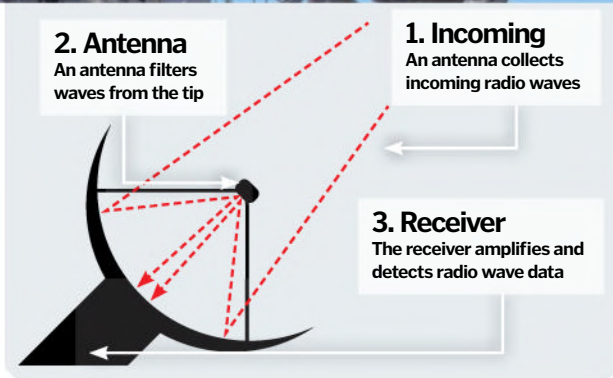 1. Incoming
An antenna collects
incoming radio waves
2. Antenna
An antenna filters
waves from the tip
3. Receiver
The receiver amplifies and
detects radio wave data